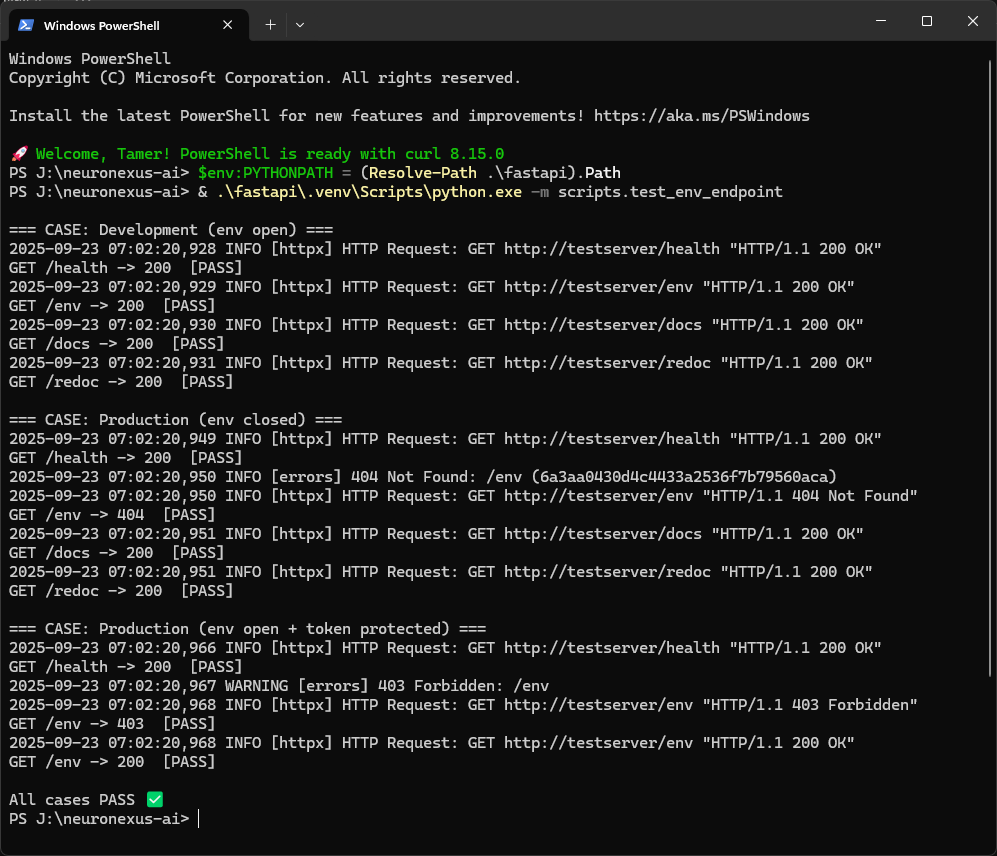 Windows PowerShell
Windows PowerShell
Copyright (C) Microsoft Corporation. All rights reserved.
Install the latest PowerShell for new features and improvements! https://aka.ms/PSWindows
🚀 Welcome, Tamer! PowerShell is ready with curl 8.15.0
PS J:\neuronexus-ai> $env:PYTHONPATH = (Resolve-Path .\fastapi).Path
PS J:\neuronexus-ai> & .\fastapi\.venv\Scripts\python.exe -m scripts.test_env_endpoint
=== CASE: Development (env open) ===
2025-09-23 07:02:20,928 INFO [httpx] HTTP Request: GET http://testserver/health "HTTP/1.1 200 OK"
GET /health -> 200  [PASS]
2025-09-23 07:02:20,929 INFO [httpx] HTTP Request: GET http://testserver/env "HTTP/1.1 200 OK"
GET /env -> 200  [PASS]
2025-09-23 07:02:20,930 INFO [httpx] HTTP Request: GET http://testserver/docs "HTTP/1.1 200 OK"
GET /docs -> 200  [PASS]
2025-09-23 07:02:20,931 INFO [httpx] HTTP Request: GET http://testserver/redoc "HTTP/1.1 200 OK"
GET /redoc -> 200  [PASS]
=== CASE: Production (env closed) ===
2025-09-23 07:02:20,949 INFO [httpx] HTTP Request: GET http://testserver/health "HTTP/1.1 200 OK"
GET /health -> 200  [PASS]
2025-09-23 07:02:20,950 INFO [errors] 404 Not Found: /env (6a3aa0430d4c4433a2536f7b79560aca)
2025-09-23 07:02:20,950 INFO [httpx] HTTP Request: GET http://testserver/env "HTTP/1.1 404 Not Found"
GET /env -> 404  [PASS]
2025-09-23 07:02:20,951 INFO [httpx] HTTP Request: GET http://testserver/docs "HTTP/1.1 200 OK"
GET /docs -> 200  [PASS]
2025-09-23 07:02:20,951 INFO [httpx] HTTP Request: GET http://testserver/redoc "HTTP/1.1 200 OK"
GET /redoc -> 200  [PASS]
=== CASE: Production (env open + token protected) ===
2025-09-23 07:02:20,966 INFO [httpx] HTTP Request: GET http://testserver/health "HTTP/1.1 200 OK"
GET /health -> 200  [PASS]
2025-09-23 07:02:20,967 WARNING [errors] 403 Forbidden: /env
2025-09-23 07:02:20,968 INFO [httpx] HTTP Request: GET http://testserver/env "HTTP/1.1 403 Forbidden"
GET /env -> 403  [PASS]
2025-09-23 07:02:20,968 INFO [httpx] HTTP Request: GET http://testserver/env "HTTP/1.1 200 OK"
GET /env -> 200  [PASS]
All cases PASS ✅
PS J:\neuronexus-ai>